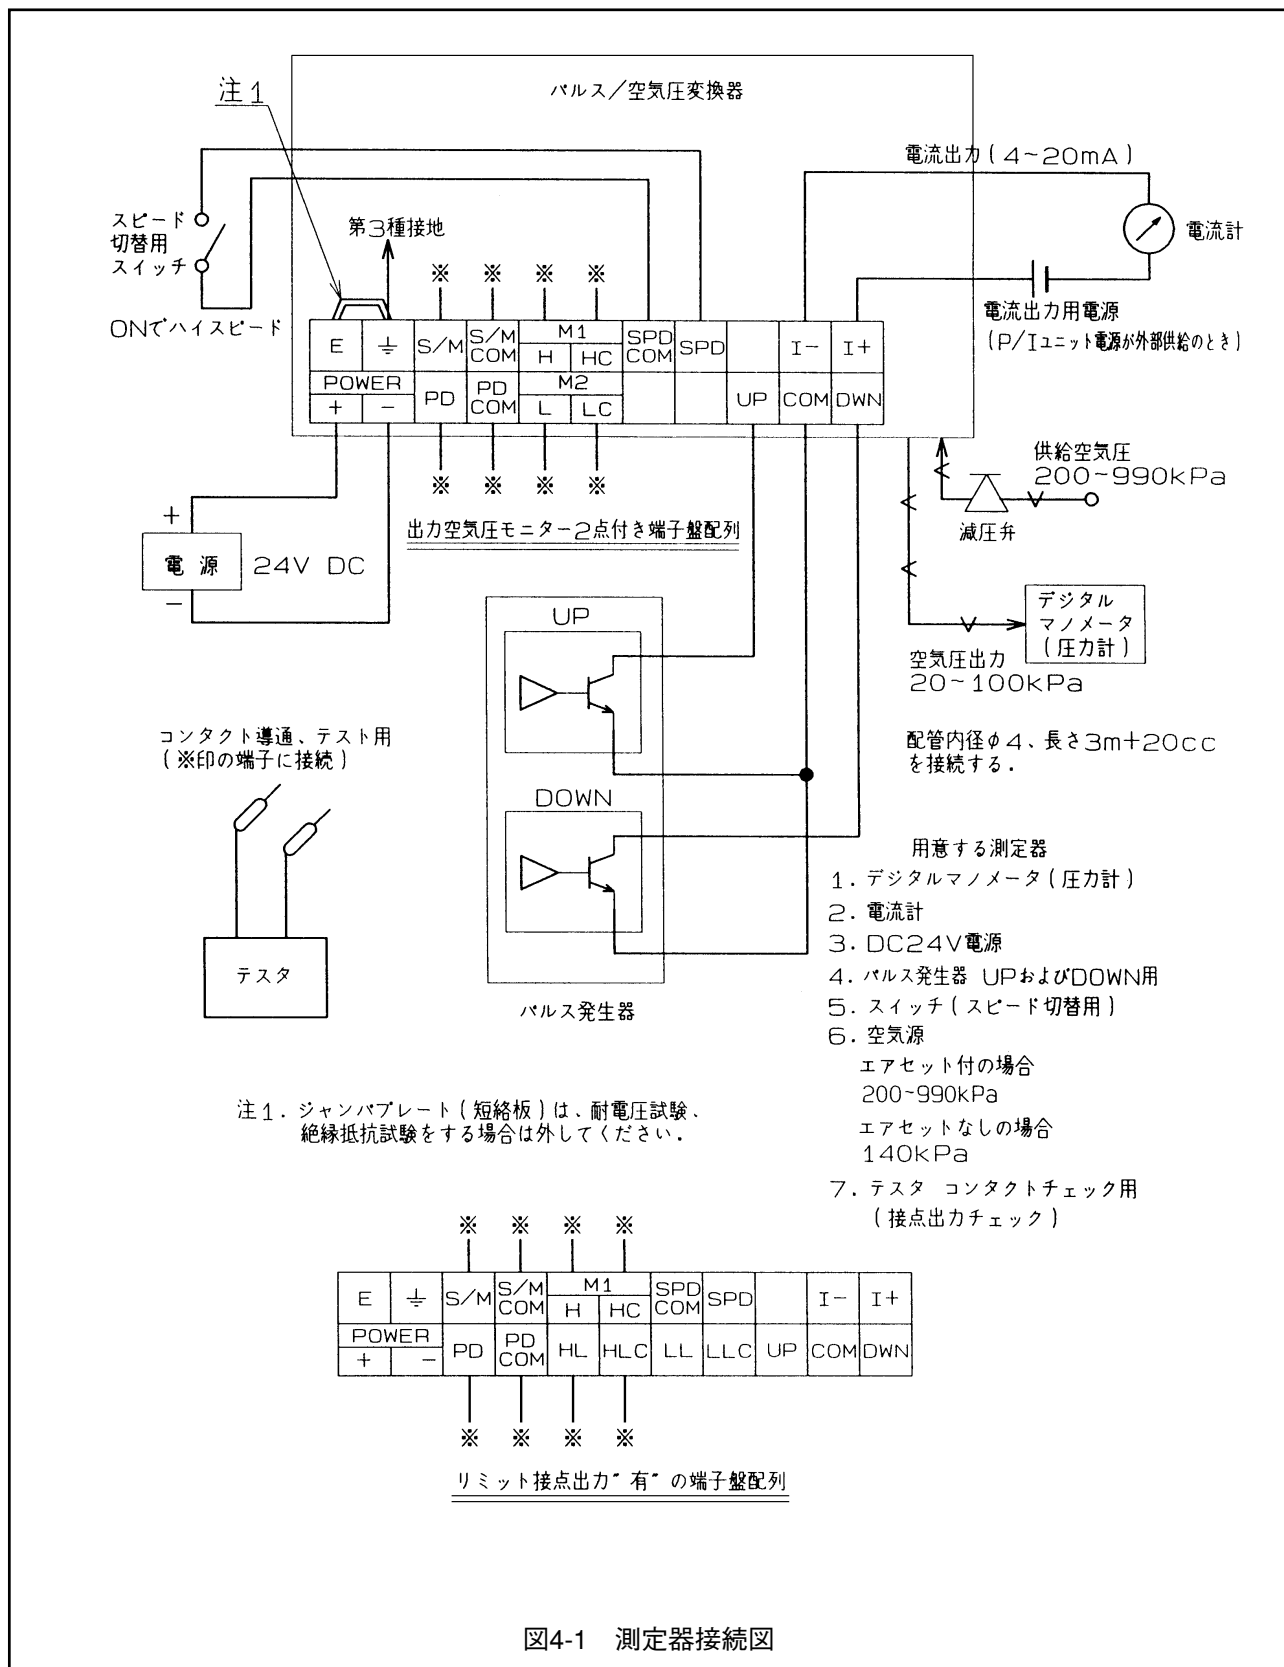 パルス/空気圧変換器
注1
電流出力(4~20mA)
スピード
切替用
スイッチ
ONでハイスピード
第3種接地
電流計
電流出力用電源
(P/Iユニット電源が外部供給のとき)
※ ※ ※ ※
E ⏚ S/M S/M COM M1 H HC SPD COM SPD I- I+
POWER + - PD PD COM M2 L LC UP COM DWN
※ ※ ※ ※
出力空気圧モニター2点付き端子盤配列
供給空気圧
200~990kPa
減圧弁
+
電源 24V DC
-
デジタル
マノメータ
(圧力計)
空気圧出力
20~100kPa
配管内径φ4、長さ3m+20cc
を接続する.
UP
DOWN
パルス発生器
コンタクト導通、テスト用
(※印の端子に接続)
テスタ
用意する測定器
1. デジタルマノメータ(圧力計)
2. 電流計
3. DC24V電源
4. パルス発生器 UPおよびDOWN用
5. スイッチ(スピード切替用)
6. 空気源
エアセット付の場合
200~990kPa
エアセットなしの場合
140kPa
7. テスタ コンタクトチェック用
(接点出力チェック)
注1. ジャンパプレート(短絡板)は、耐電圧試験、
絶縁抵抗試験をする場合は外してください.
※ ※ ※ ※
E ⏚ S/M S/M COM M1 H HC SPD COM SPD I- I+
POWER + - PD PD COM HL HLC LL LLC UP COM DWN
※ ※ ※ ※
リミット接点出力"有"の端子盤配列
図4-1 測定器接続図